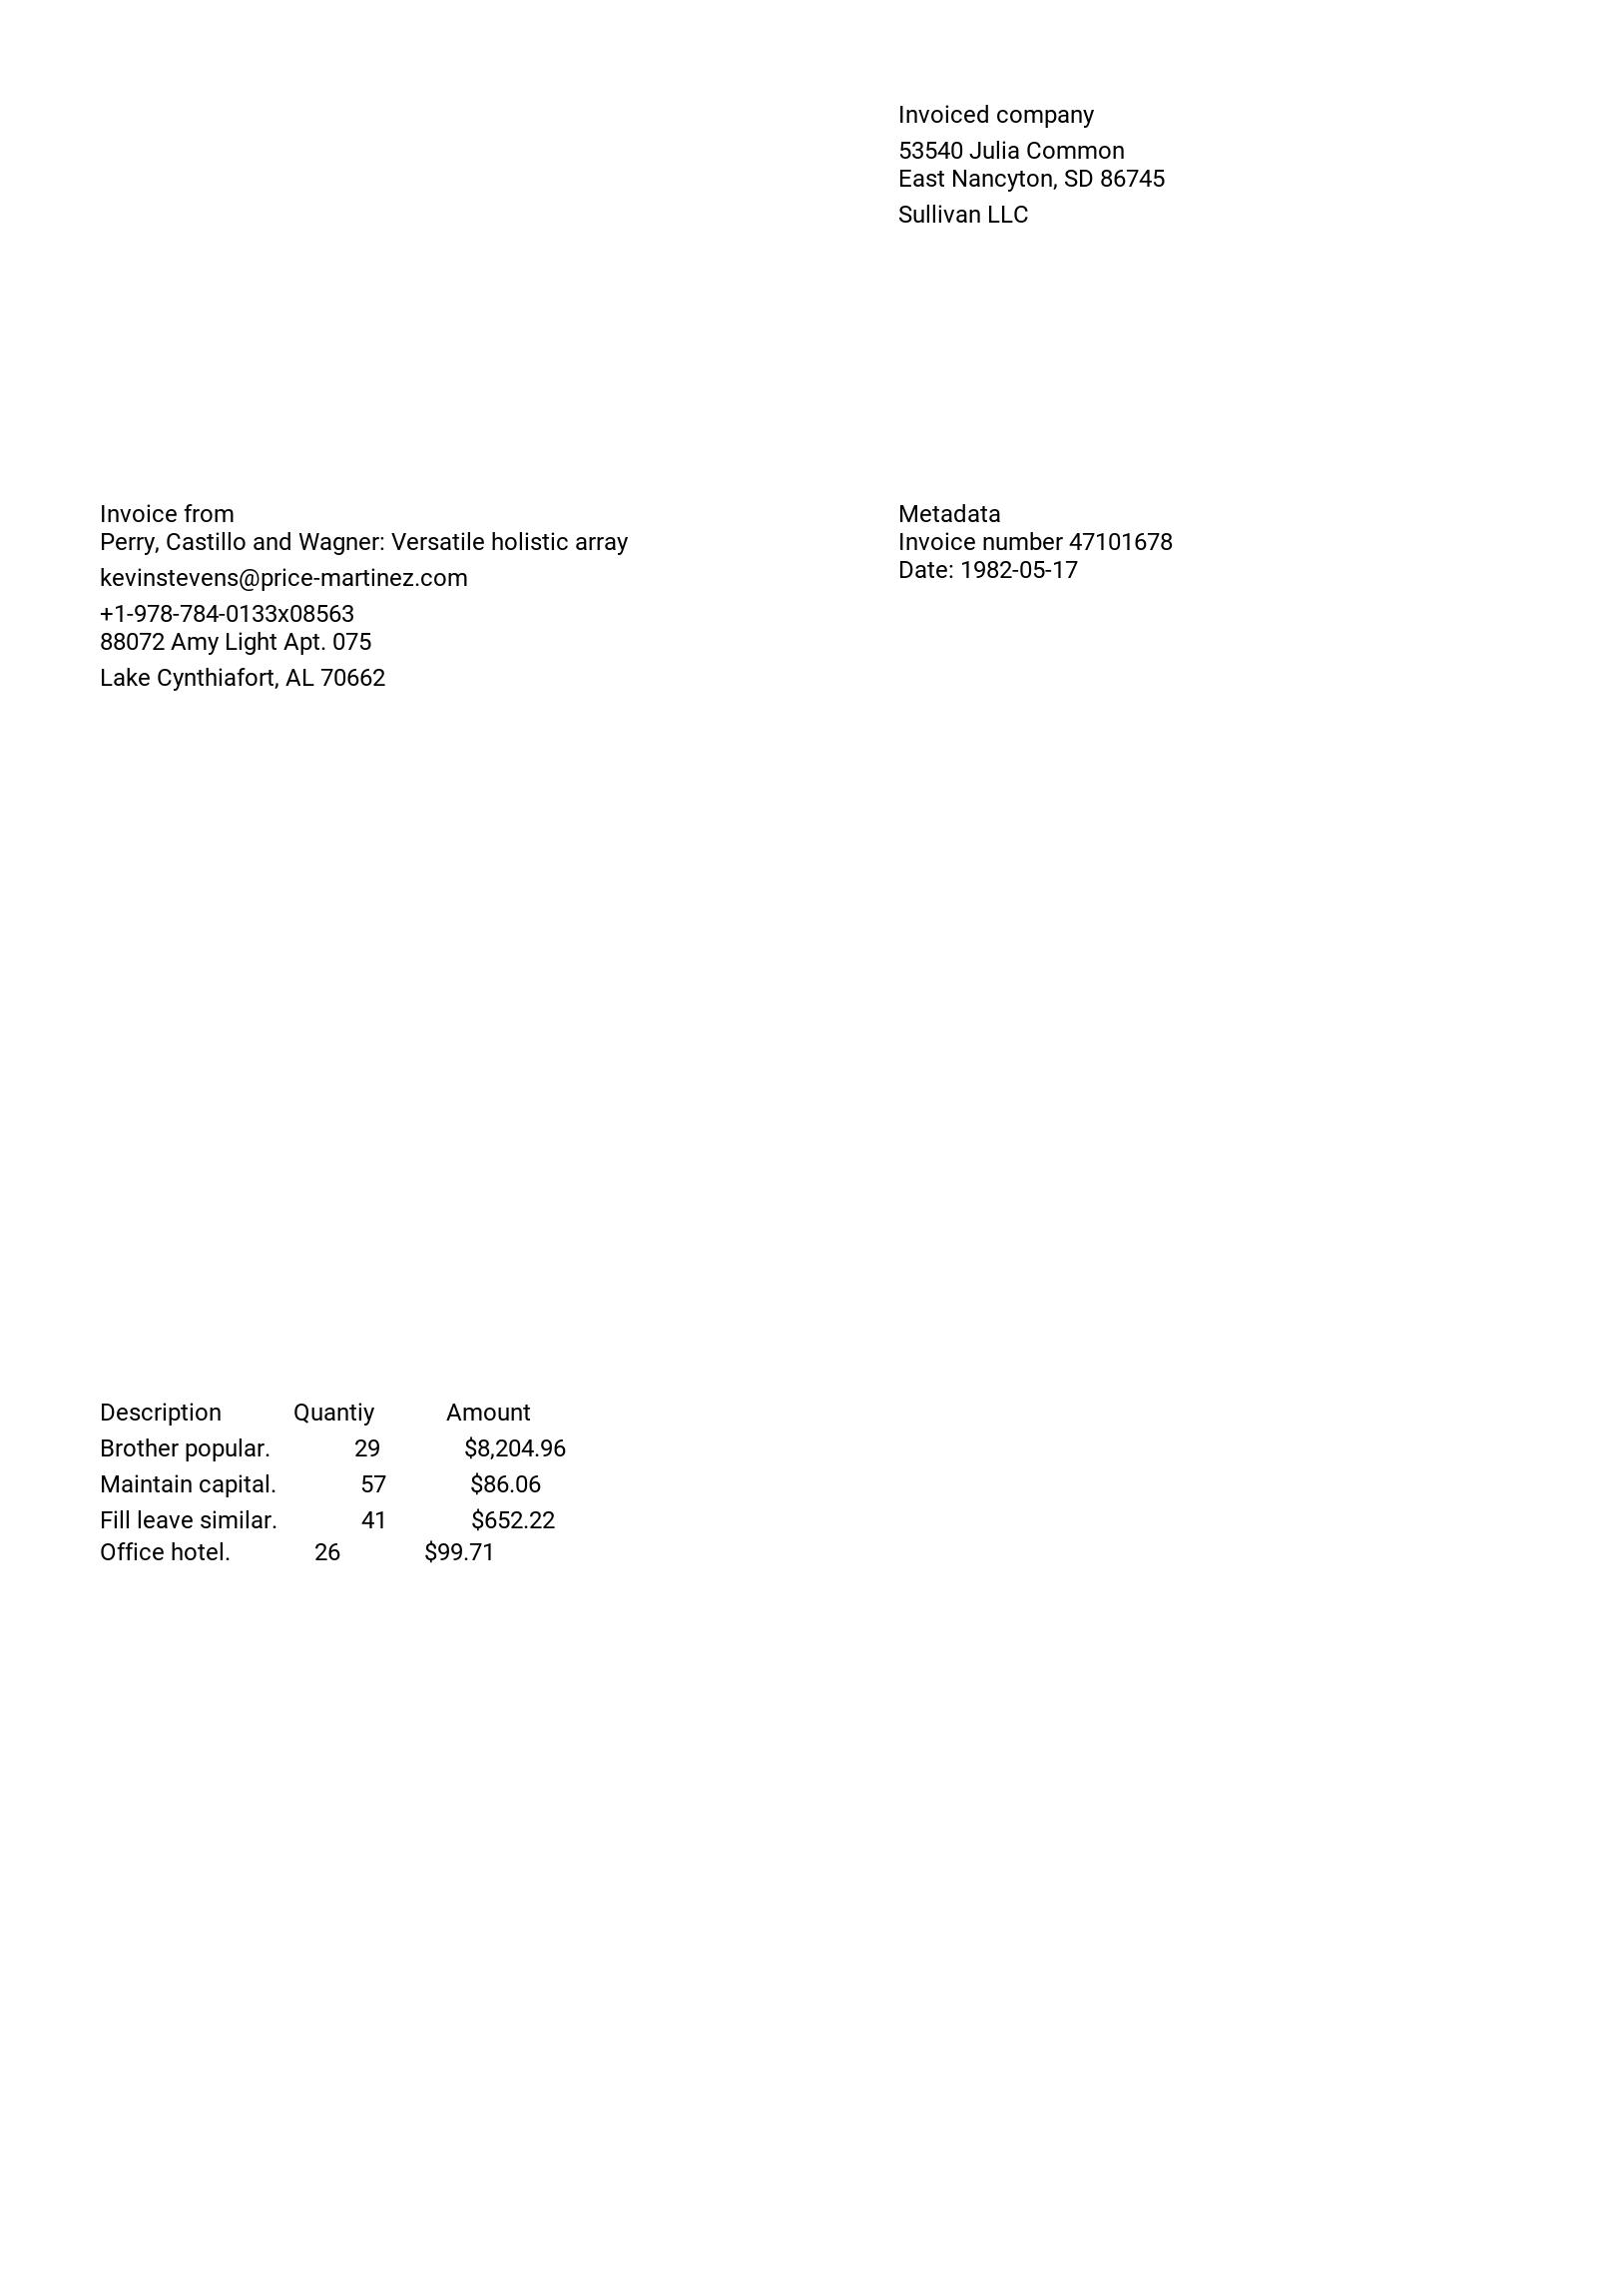 Invoiced company
53540 Julia Common
East Nancyton, SD 86745
Sullivan LLC
Invoice from
Perry, Castillo and Wagner: Versatile holistic array
kevinstevens@price-martinez.com
+1-978-784-0133x08563
88072 Amy Light Apt. 075
Lake Cynthiafort, AL 70662
Metadata
Invoice number 47101678
Date: 1982-05-17
Description Quantiy Amount
Brother popular. 29 $8,204.96
Maintain capital. 57 $86.06
Fill leave similar. 41 $652.22
Office hotel. 26 $99.71